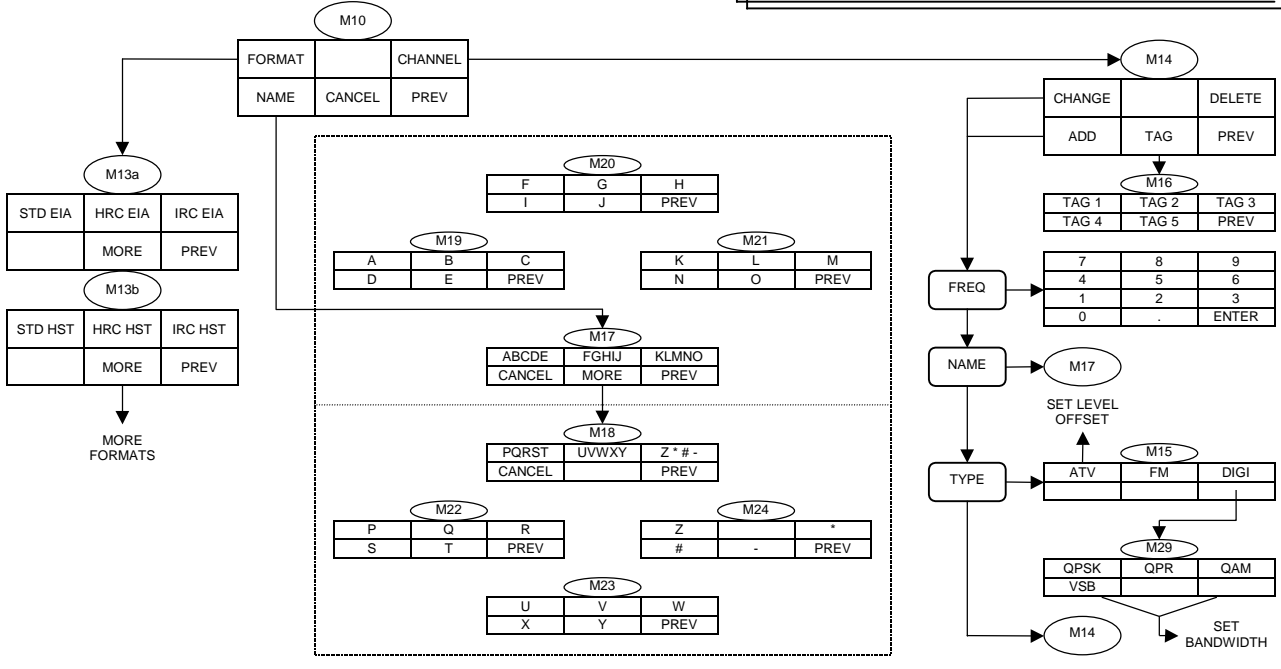 M10
FORMAT CHANNEL
NAME CANCEL PREV
M13a
STD EIA HRC EIA IRC EIA
MORE PREV
M13b
STD HST HRC HST IRC HST
MORE PREV
MORE
FORMATS
M20
F G H
I J PREV
M19
A B C
D E PREV
M21
K L M
N O PREV
M17
ABCDE FGHIJ KLMNO
CANCEL MORE PREV
M18
PQRST UVWXY Z * # -
CANCEL PREV
M22
P Q R
S T PREV
M24
Z *
# - PREV
M23
U V W
X Y PREV
M14
CHANGE DELETE
ADD TAG PREV
M16
TAG 1 TAG 2 TAG 3
TAG 4 TAG 5 PREV
FREQ
7 8 9
4 5 6
1 2 3
0 . ENTER
NAME
M17
SET LEVEL
OFFSET
TYPE
M15
ATV FM DIGI
M29
QPSK QPR QAM
VSB
M14
SET
BANDWIDTH